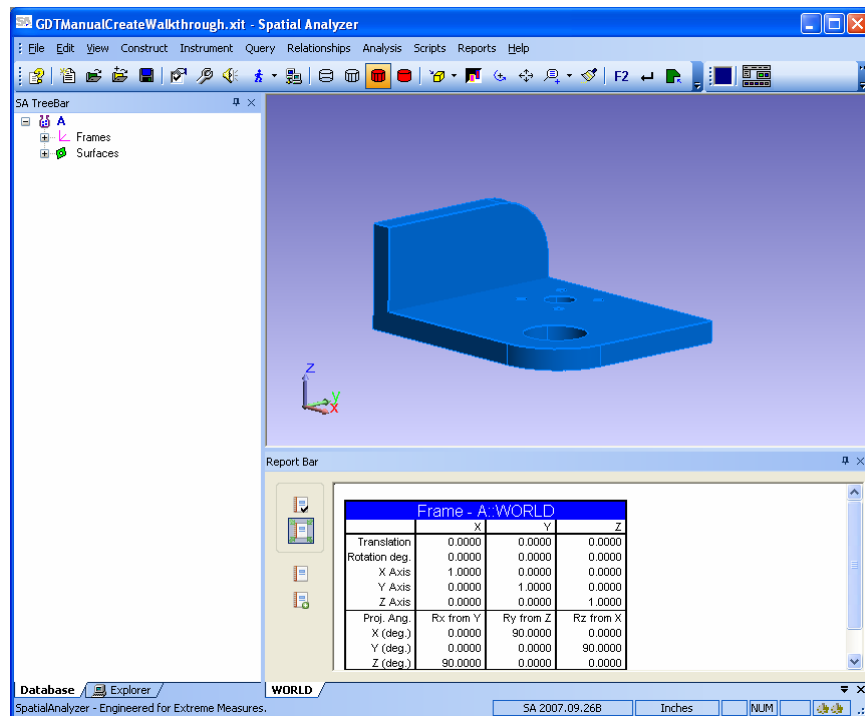 GDTManualCreateWalkthrough.xit - Spatial Analyzer
File Edit View Construct Instrument Query Relationships Analysis Scripts Reports Help
F2
SA TreeBar
A
Frames
Surfaces
Z
Y
X
Report Bar
Frame - A::WORLD
X Y Z
Translation 0.0000 0.0000 0.0000
Rotation deg. 0.0000 0.0000 0.0000
X Axis 1.0000 0.0000 0.0000
Y Axis 0.0000 1.0000 0.0000
Z Axis 0.0000 0.0000 1.0000
Proj. Ang. Rx from Y Ry from Z Rz from X
X (deg.) 0.0000 90.0000 0.0000
Y (deg.) 0.0000 0.0000 90.0000
Z (deg.) 90.0000 0.0000 0.0000
Database Explorer WORLD
SpatialAnalyzer - Engineered for Extreme Measures. SA 2007.09.26B Inches NUM